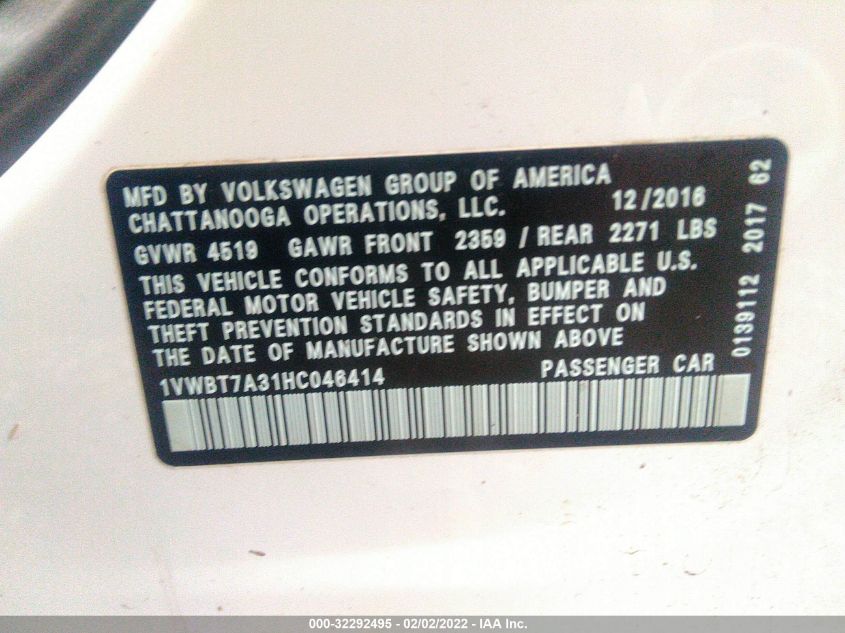 MFD BY VOLKSWAGEN GROUP OF AMERICA
CHATTANOOGA OPERATIONS, LLC. 12/2016
GVWR 4519 GAWR FRONT 2359 / REAR 2271 LBS
THIS VEHICLE CONFORMS TO ALL APPLICABLE U.S.
FEDERAL MOTOR VEHICLE SAFETY, BUMPER AND
THEFT PREVENTION STANDARDS IN EFFECT ON
THE DATE OF MANUFACTURE SHOWN ABOVE
1VWBT7A31HC046414 PASSENGER CAR
0139112 2017 62
000-32292495 - 02/02/2022 - IAA Inc.